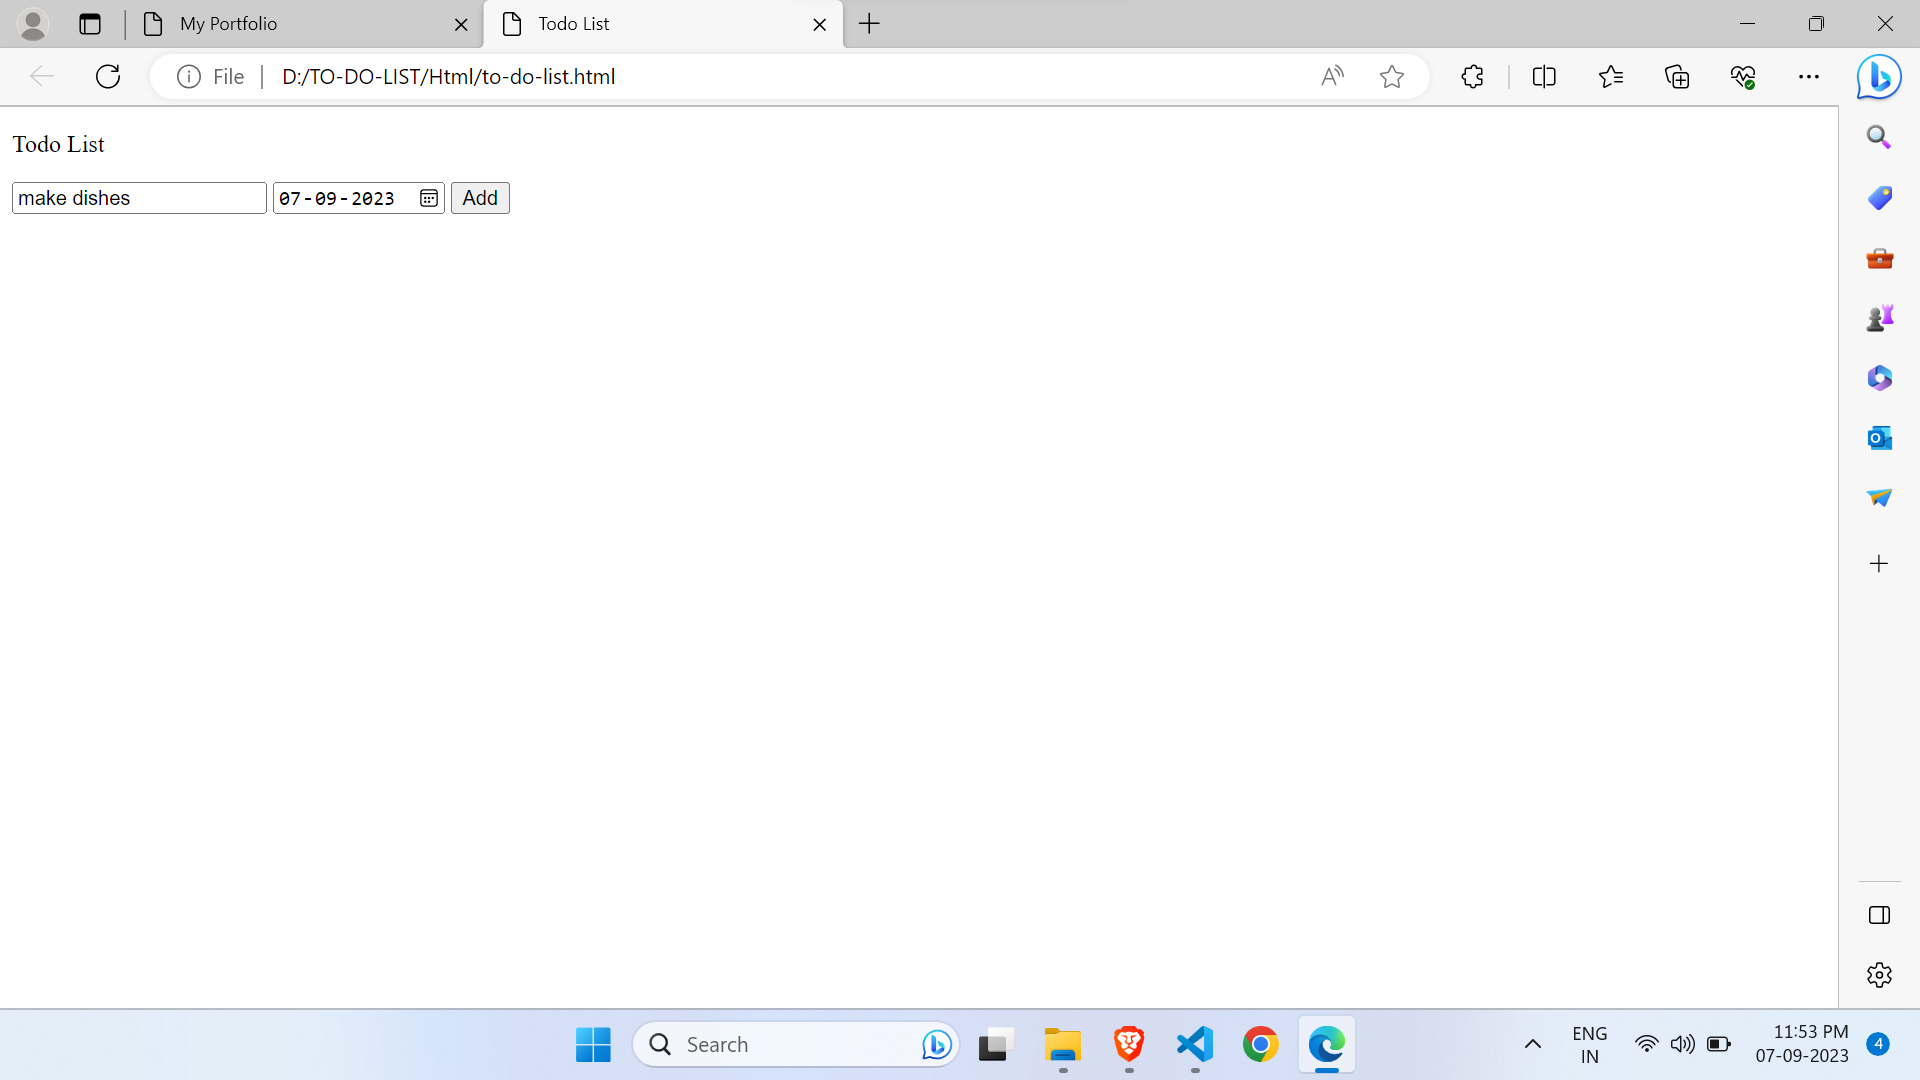 My Portfolio
Todo List
File
D:/TO-DO-LIST/Html/to-do-list.html
Todo List
make dishes 07-09-2023 Add
Search
ENG
IN
11:53 PM
07-09-2023
4